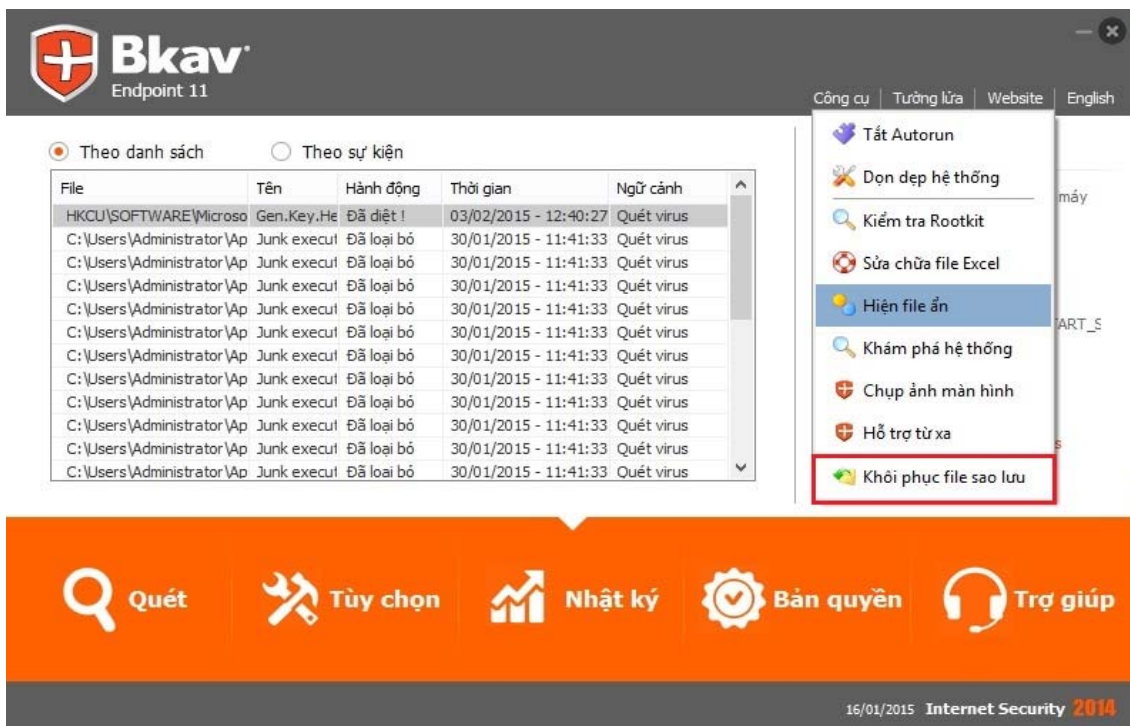 Bkav
Endpoint 11
Công cụ | Tường lửa | Website | English
Theo danh sách Theo sự kiện
File Tên Hành động Thời gian Ngữ cảnh
HKCU\SOFTWARE\Microso Gen.Key.He Đã diệt ! 03/02/2015 - 12:40:27 Quét virus
C:\Users\Administrator\Ap Junk execut Đã loại bỏ 30/01/2015 - 11:41:33 Quét virus
C:\Users\Administrator\Ap Junk execut Đã loại bỏ 30/01/2015 - 11:41:33 Quét virus
C:\Users\Administrator\Ap Junk execut Đã loại bỏ 30/01/2015 - 11:41:33 Quét virus
C:\Users\Administrator\Ap Junk execut Đã loại bỏ 30/01/2015 - 11:41:33 Quét virus
C:\Users\Administrator\Ap Junk execut Đã loại bỏ 30/01/2015 - 11:41:33 Quét virus
C:\Users\Administrator\Ap Junk execut Đã loại bỏ 30/01/2015 - 11:41:33 Quét virus
C:\Users\Administrator\Ap Junk execut Đã loại bỏ 30/01/2015 - 11:41:33 Quét virus
C:\Users\Administrator\Ap Junk execut Đã loại bỏ 30/01/2015 - 11:41:33 Quét virus
C:\Users\Administrator\Ap Junk execut Đã loại bỏ 30/01/2015 - 11:41:33 Quét virus
C:\Users\Administrator\Ap Junk execut Đã loại bỏ 30/01/2015 - 11:41:33 Quét virus
C:\Users\Administrator\Ap Junk execut Đã loại bỏ 30/01/2015 - 11:41:33 Quét virus
Tắt Autorun
Dọn dẹp hệ thống
máy
Kiểm tra Rootkit
Sửa chữa file Excel
Hiện file ẩn
ART_S
Khám phá hệ thống
Chụp ảnh màn hình
Hỗ trợ từ xa
s
Khôi phục file sao lưu
Quét Tùy chọn Nhật ký Bản quyền Trợ giúp
16/01/2015 Internet Security 2014